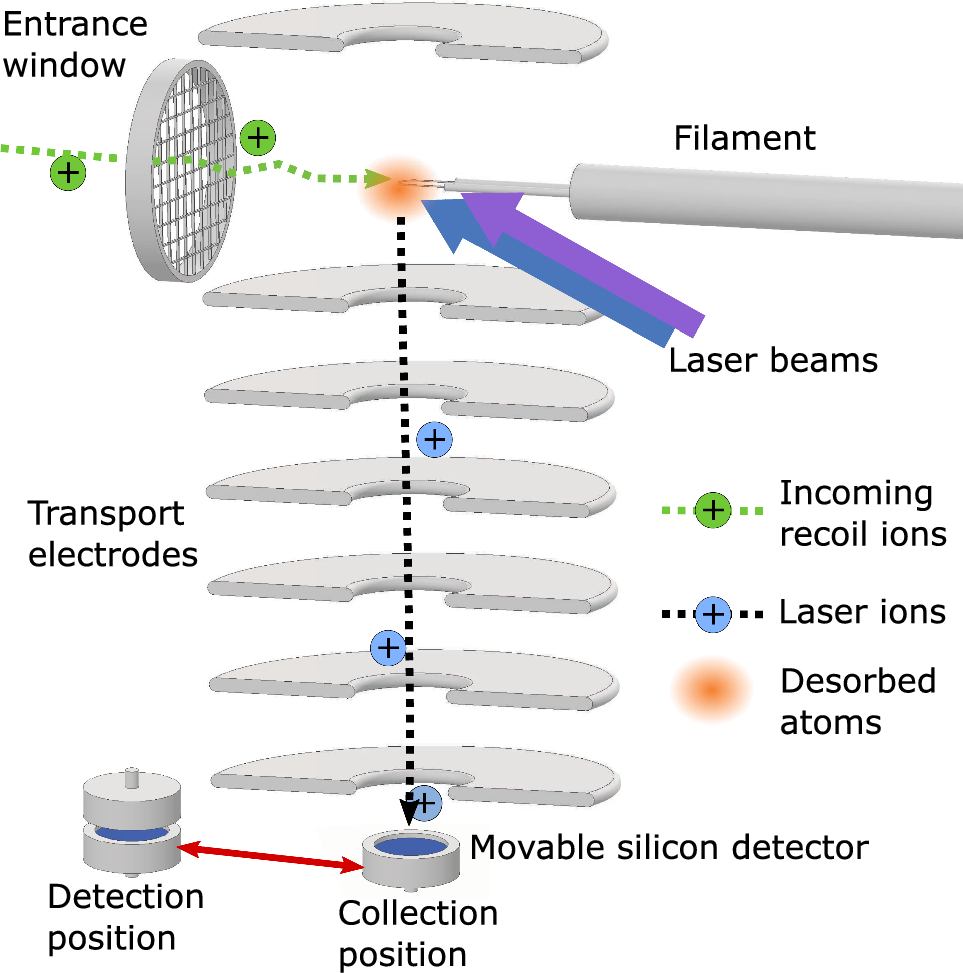 Entrance
window
Filament
Laser beams
Transport
electrodes
Incoming
recoil ions
Laser ions
Desorbed
atoms
Movable silicon detector
Detection
position
Collection
position